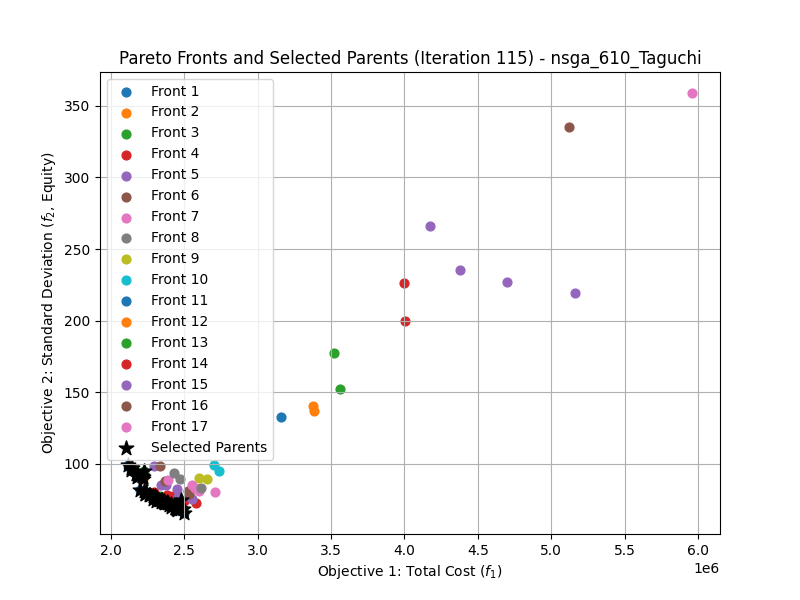 Pareto Fronts and Selected Parents (Iteration 115) - nsga_610_Taguchi
Objective 2: Standard Deviation (f₂, Equity)
350
300
250
200
150
100
Front 1
Front 2
Front 3
Front 4
Front 5
Front 6
Front 7
Front 8
Front 9
Front 10
Front 11
Front 12
Front 13
Front 14
Front 15
Front 16
Front 17
Selected Parents
2.0 2.5 3.0 3.5 4.0 4.5 5.0 5.5 6.0
1e6
Objective 1: Total Cost (f₁)